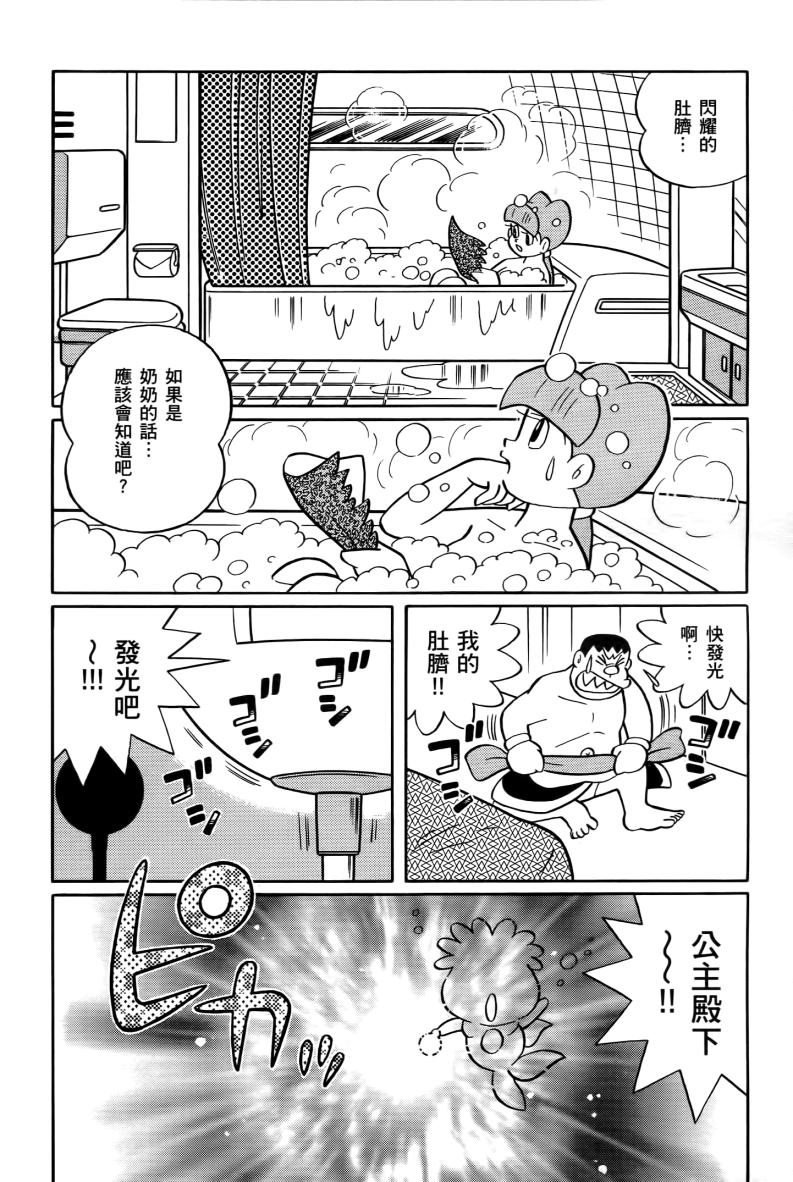 閃耀的
肚臍⋯
如果是
奶奶的話⋯
應該會知道吧？
快發光
啊⋯
我的
肚臍!!
ゴシ
ゴシ
發光吧
～!!!
ゴシ
ゴシ
ゴシ
公主殿下
～～!!
ピカッ